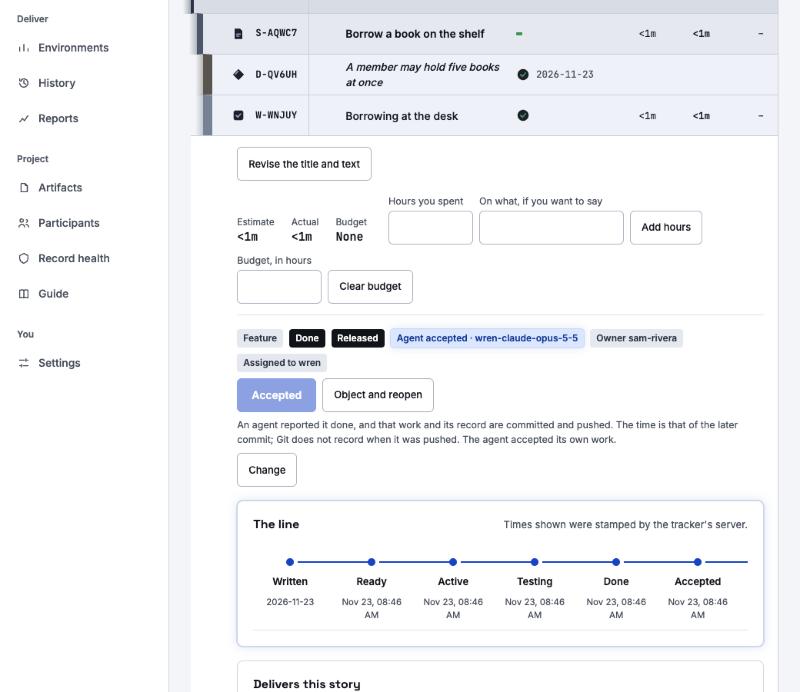 Deliver
Environments
History
Reports
Project
Artifacts
Participants
Record health
Guide
You
Settings
S-AQWC7 Borrow a book on the shelf <1m <1m –
D-QV6UH A member may hold five books at once 2026-11-23
W-WNJUY Borrowing at the desk <1m <1m –
Revise the title and text
Hours you spent On what, if you want to say
Estimate Actual Budget
<1m <1m None Add hours
Budget, in hours
Clear budget
Feature Done Released Agent accepted · wren-claude-opus-5-5 Owner sam-rivera
Assigned to wren
Accepted Object and reopen
An agent reported it done, and that work and its record are committed and pushed. The time is that of the later
commit; Git does not record when it was pushed. The agent accepted its own work.
Change
The line Times shown were stamped by the tracker's server.
Written Ready Active Testing Done Accepted
2026-11-23 Nov 23, 08:46 AM Nov 23, 08:46 AM Nov 23, 08:46 AM Nov 23, 08:46 AM Nov 23, 08:46 AM
Delivers this story